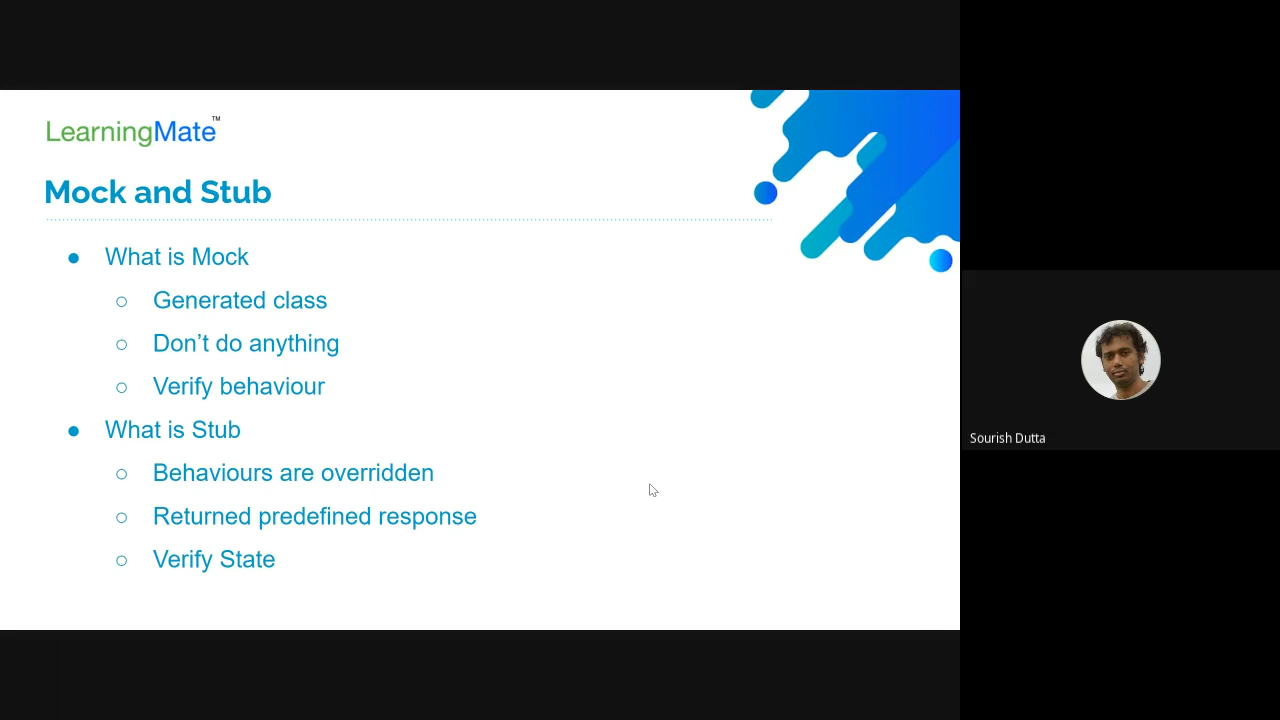 LearningMate™
Mock and Stub
● What is Mock
○ Generated class
○ Don’t do anything
○ Verify behaviour
● What is Stub
○ Behaviours are overridden
○ Returned predefined response
○ Verify State
Sourish Dutta